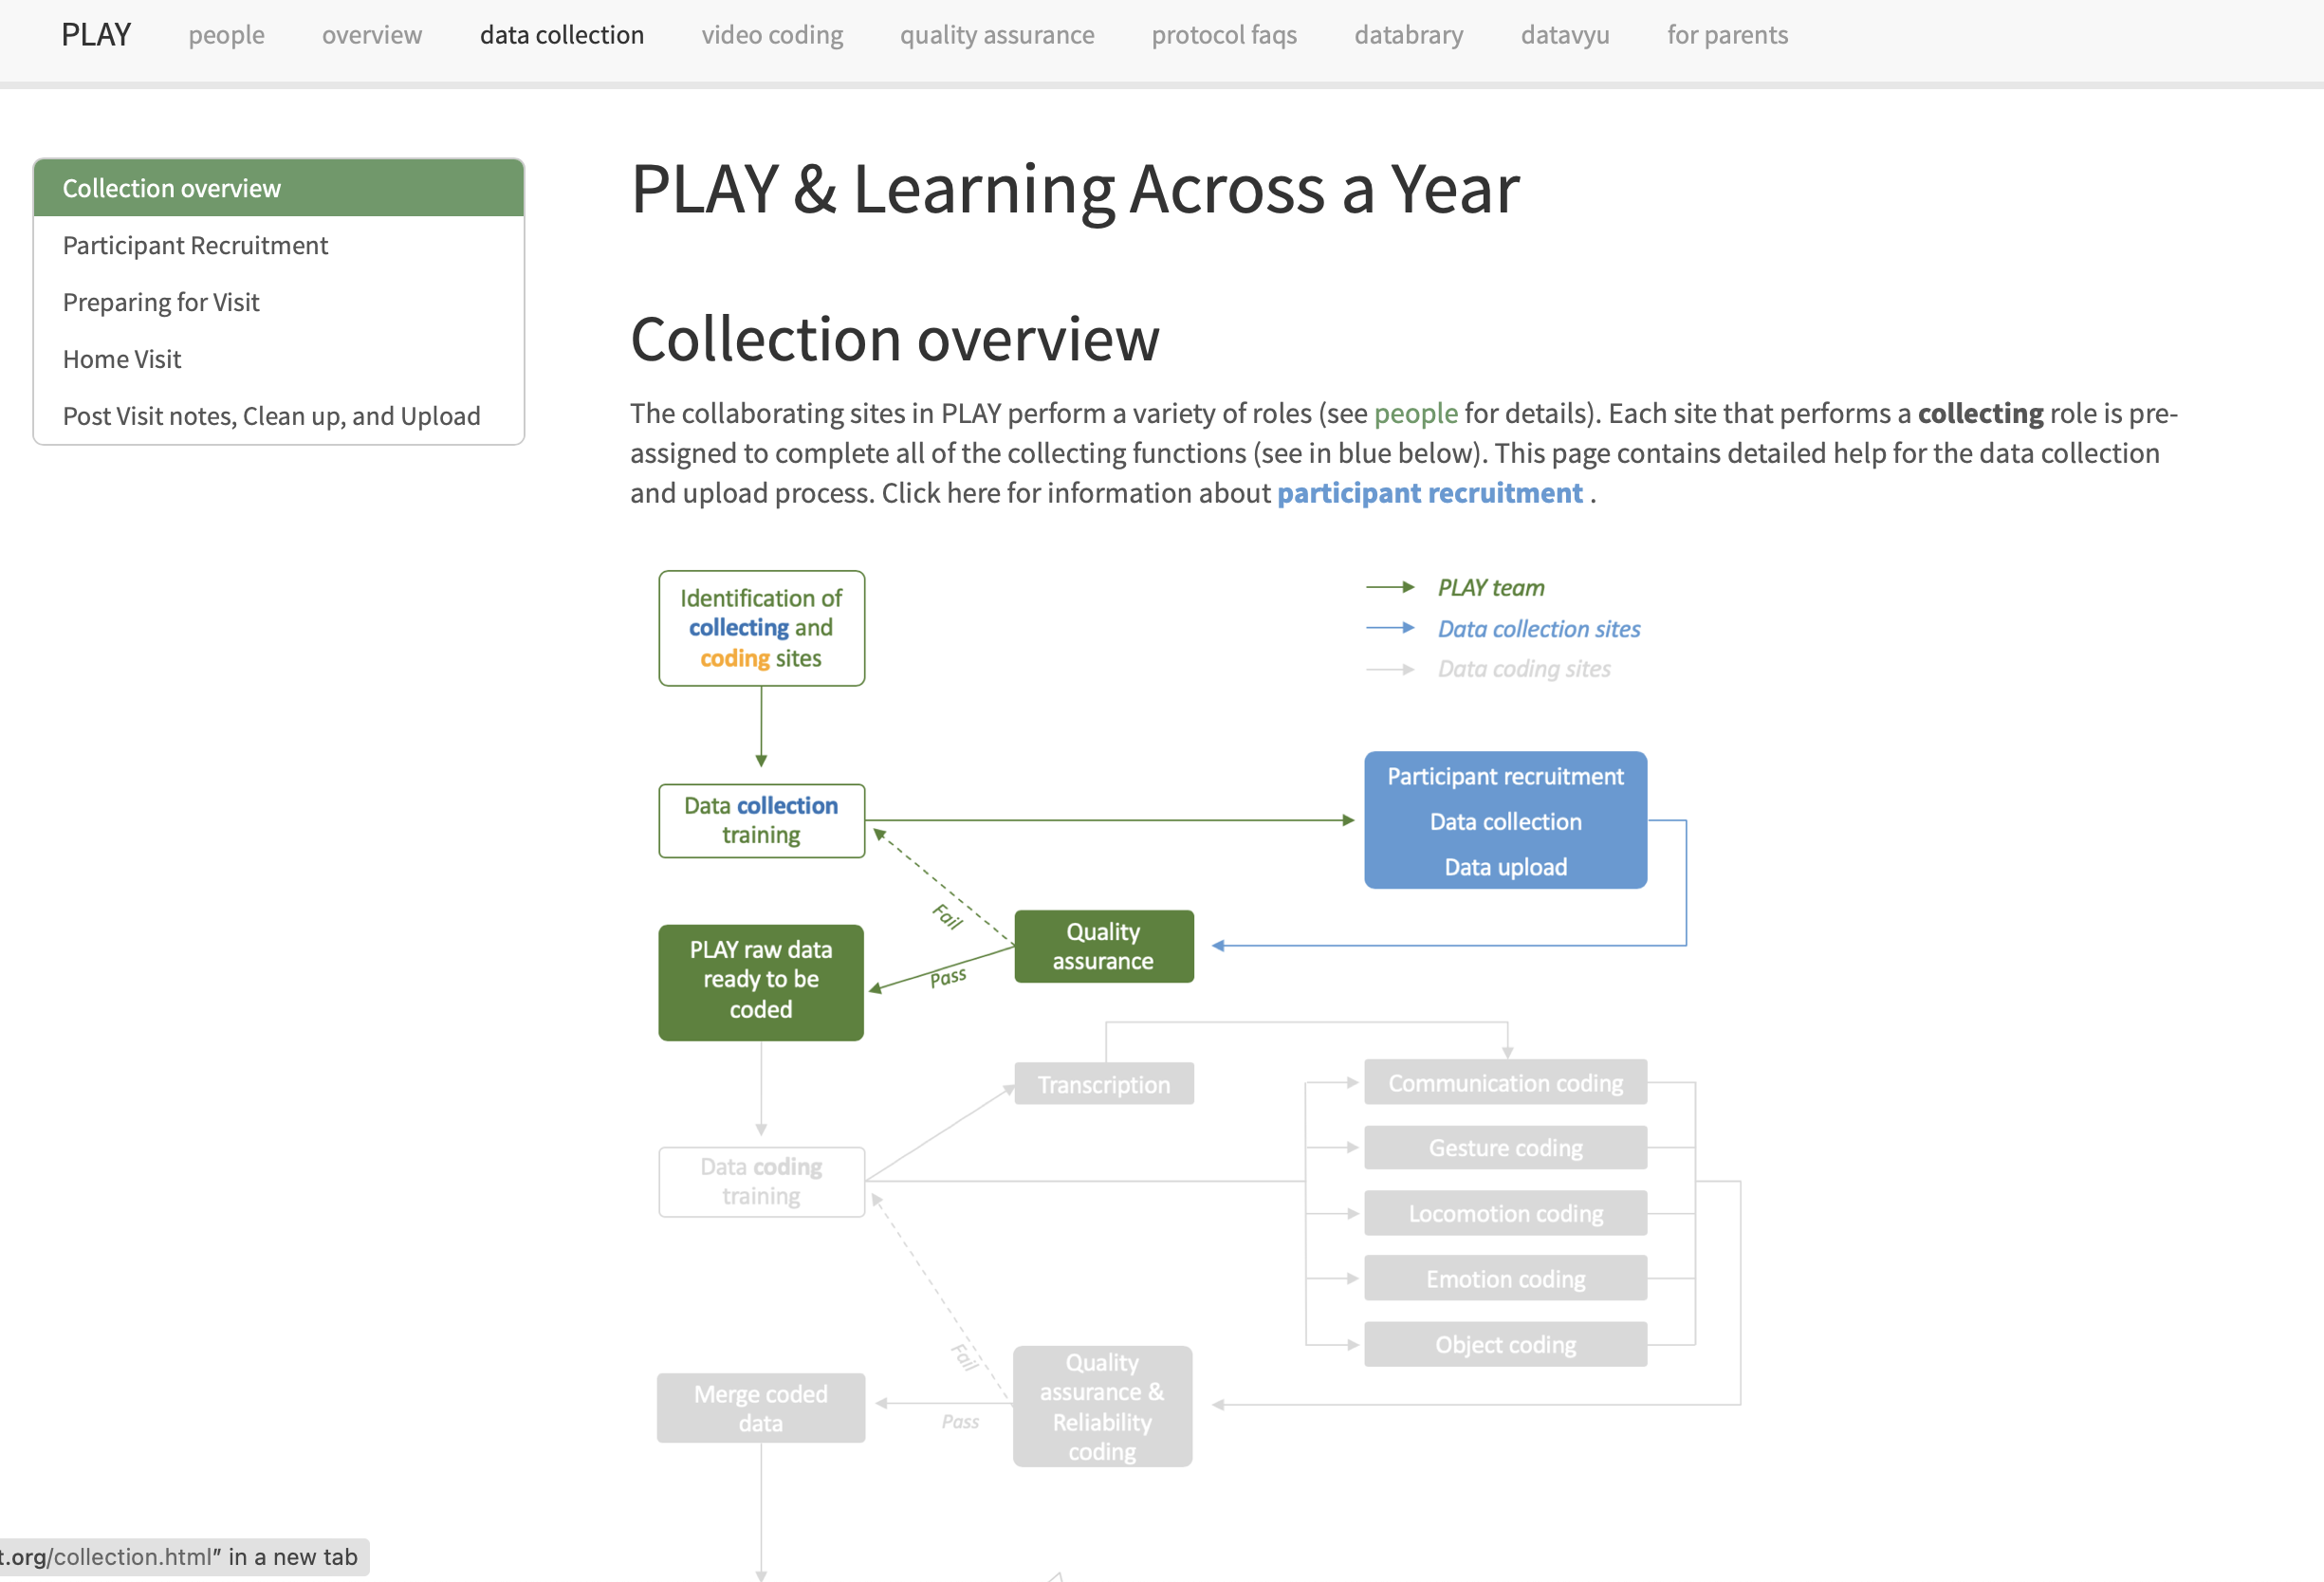 PLAY people overview data collection video coding quality assurance protocol faqs databrary datavyu for parents
Collection overview
Participant Recruitment
Preparing for Visit
Home Visit
Post Visit notes, Clean up, and Upload
PLAY & Learning Across a Year
Collection overview
The collaborating sites in PLAY perform a variety of roles (see people for details). Each site that performs a collecting role is pre-
assigned to complete all of the collecting functions (see in blue below). This page contains detailed help for the data collection
and upload process. Click here for information about participant recruitment .
Identification of
collecting and
coding sites
PLAY team
Data collection sites
Data coding sites
Data collection
training
Participant recruitment
Data collection
Data upload
Fail
Pass
Quality
assurance
PLAY raw data
ready to be
coded
Transcription
Communication coding
Gesture coding
Locomotion coding
Emotion coding
Object coding
Data coding
training
Fail
Pass
Quality
assurance &
Reliability
coding
Merge coded
data
t.org/collection.html” in a new tab